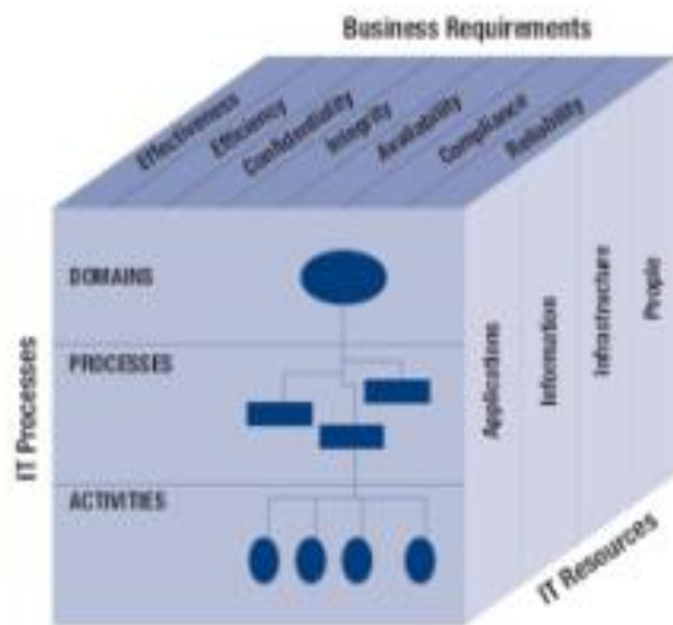 Business Requirements
Effectiveness
Efficiency
Confidentiality
Integrity
Availability
Compliance
Reliability
IT Processes
DOMAINS
PROCESSES
ACTIVITIES
Applications
Information
Infrastructure
People
IT Resources